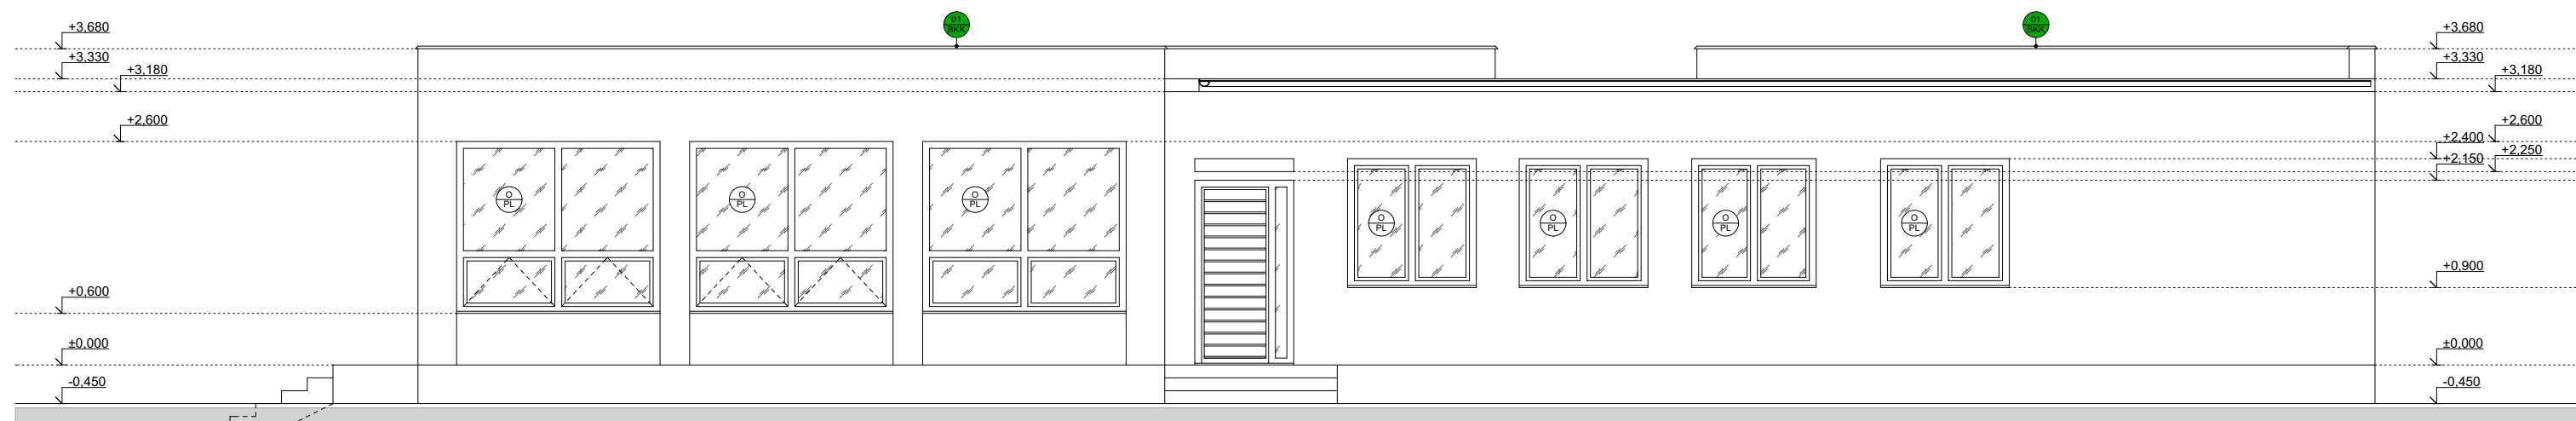 01
BKK
01
BKK
+3,680
+3,330
+3,180
+2,600
+0,600
±0,000
-0,450
O
PL
O
PL
O
PL
O
PL
O
PL
O
PL
O
PL
+3,680
+3,330
+3,180
+2,600
+2,400
+2,250
+2,150
+0,900
±0,000
-0,450